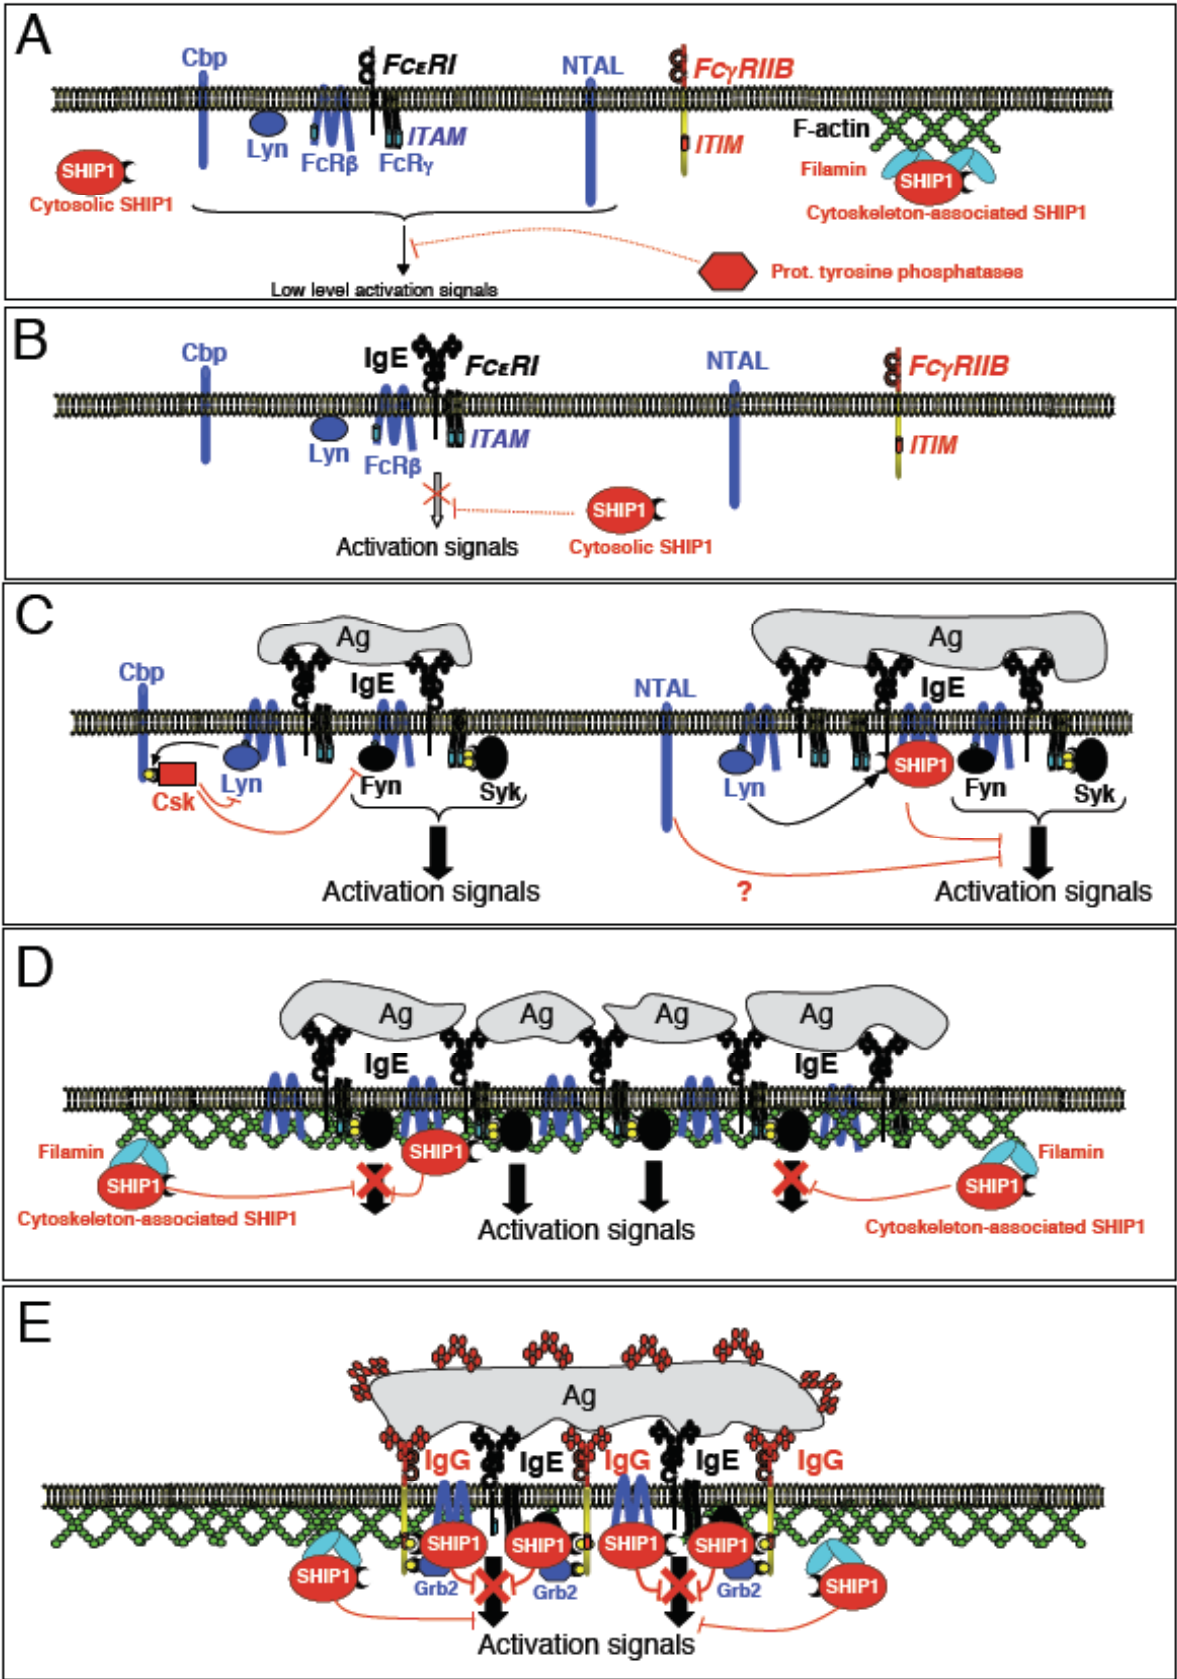 A
Cbp
FcεRI
NTAL
FcγRIIB
Lyn
FcRβ
ITAM
FcRγ
ITIM
F-actin
Filamin
SHIP1
SHIP1
Cytosolic SHIP1
Cytoskeleton-associated SHIP1
Prot. tyrosine phosphatases
Low level activation signals
B
Cbp
IgE
FcεRI
NTAL
FcγRIIB
Lyn
ITAM
ITIM
FcRβ
SHIP1
Activation signals
Cytosolic SHIP1
C
Ag
Ag
Cbp
IgE
NTAL
IgE
Lyn
Csk
Fyn
Syk
Lyn
SHIP1
Fyn
Syk
Activation signals
?
Activation signals
D
Ag
Ag
Ag
Ag
IgE
IgE
Filamin
SHIP1
Filamin
SHIP1
SHIP1
Cytoskeleton-associated SHIP1
Activation signals
Cytoskeleton-associated SHIP1
E
Ag
IgG
IgE
IgG
IgE
IgG
SHIP1
SHIP1
SHIP1
SHIP1
SHIP1
Grb2
Grb2
Grb2
SHIP1
Activation signals